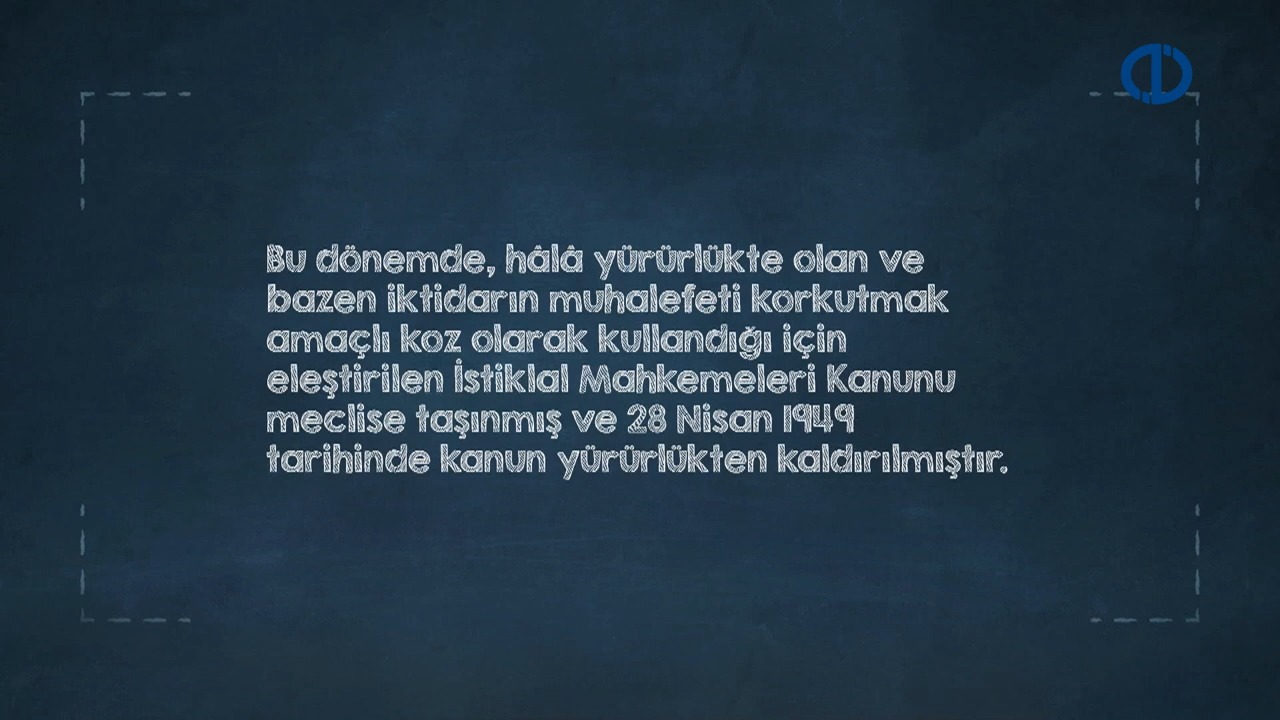 Bu dönemde, hâlâ yürürlükte olan ve
bazen iktidarın muhalefeti korkutmak
amaçlı koz olarak kullandığı için
eleştirilen İstiklal Mahkemeleri Kanunu
meclise taşınmış ve 28 Nisan 1949
tarihinde kanun yürürlükten kaldırılmıştır.